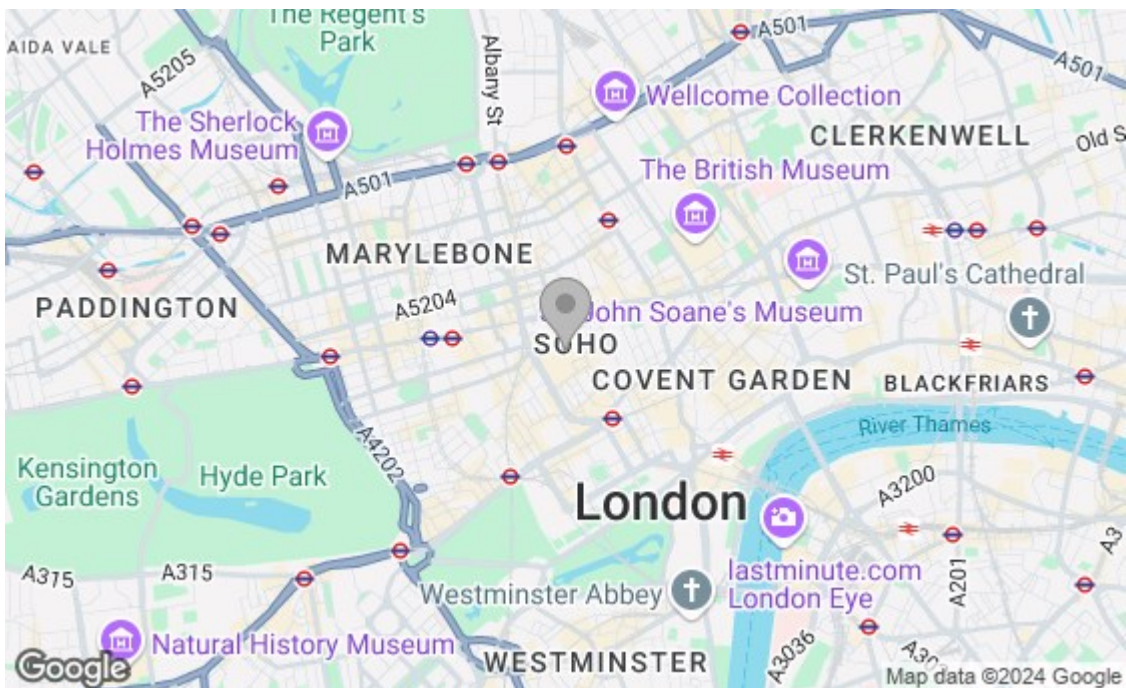 The Regent's
Park
AIDA VALE
A5205
Albany St
A501
A501
Wellcome Collection
The Sherlock
Holmes Museum
CLERKENWELL
Old S
A501
The British Museum
MARYLEBONE
St. Paul's Cathedral
PADDINGTON
A5204
John Soane's Museum
SOHO
COVENT GARDEN
BLACKFRIARS
River Thames
A4202
Kensington
Gardens
Hyde Park
London
A3200
A3
A315
A315
Westminster Abbey
lastminute.com
London Eye
A201
Natural History Museum
WESTMINSTER
A3036
Google
Map data ©2024 Google